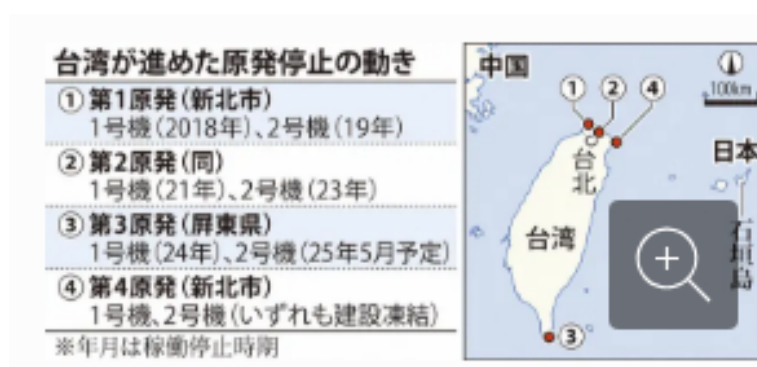 台湾が進めた原発停止の動き
① 第1原発(新北市)
1号機(2018年)、2号機(19年)
② 第2原発(同)
1号機(21年)、2号機(23年)
③ 第3原発(屏東県)
1号機(24年)、2号機(25年5月予定)
④ 第4原発(新北市)
1号機、2号機(いずれも建設凍結)
※年月は稼働停止時期
中国
① ② ④
100km
日本
台北
台湾
石垣島
③